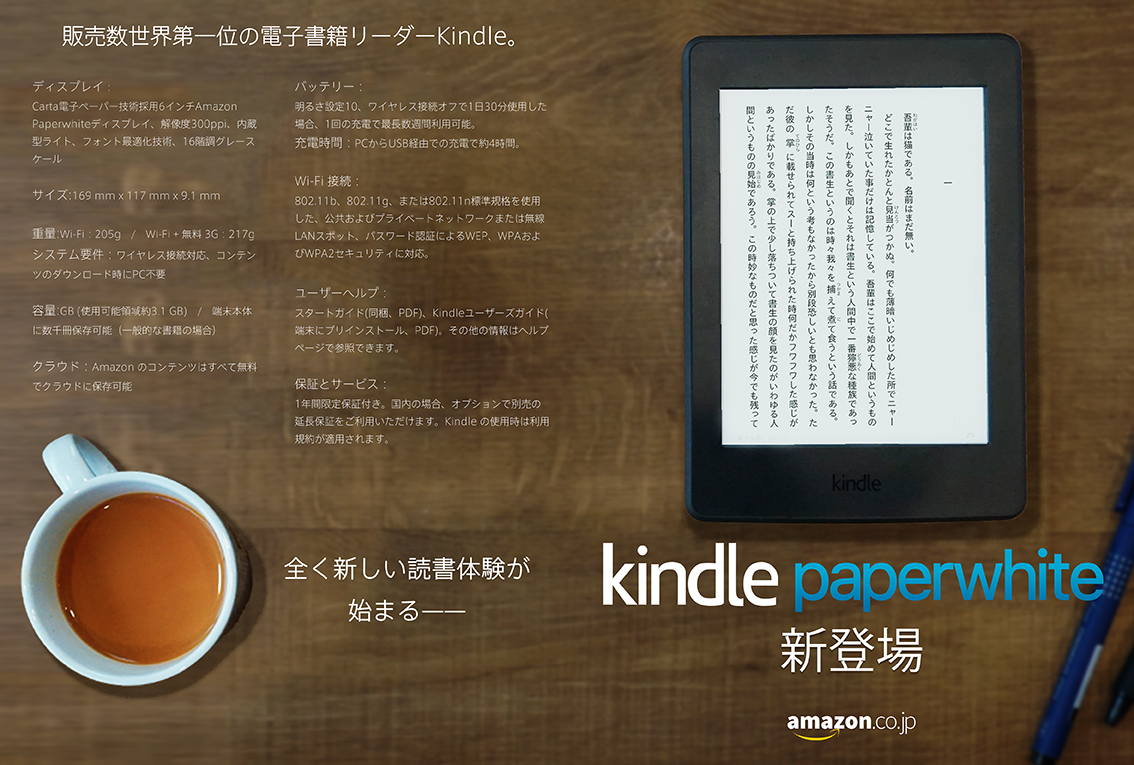 販売数世界第一位の電子書籍リーダーKindle。
ディスプレイ：
Carta電子ペーパー技術採用6インチAmazon
Paperwhiteディスプレイ、解像度300ppi、内蔵
型ライト、フォント最適化技術、16階調グレース
ケール
サイズ:169 mm x 117 mm x 9.1 mm
重量:Wi-Fi：205g / Wi-Fi + 無料 3G：217g
システム要件：ワイヤレス接続対応、コンテン
ツのダウンロード時にPC不要
容量:GB (使用可能領域約3.1 GB) / 端末本体
に数千冊保存可能（一般的な書籍の場合）
クラウド：Amazon のコンテンツはすべて無料
でクラウドに保存可能
バッテリー：
明るさ設定10、ワイヤレス接続オフで1日30分使用した
場合、1回の充電で最長数週間利用可能。
充電時間：PCからUSB経由での充電で約4時間。
Wi-Fi 接続：
802.11b、802.11g、または802.11n標準規格を使用
した、公共およびプライベートネットワークまたは無線
LANスポット、パスワード認証によるWEP、WPAおよ
びWPA2セキュリティに対応。
ユーザーヘルプ：
スタートガイド(同梱、PDF)、Kindleユーザーズガイド(
端末にプリインストール、PDF)。その他の情報はヘルプ
ページで参照できます。
保証とサービス：
1年間限定保証付き。国内の場合、オプションで別売の
延長保証をご利用いただけます。Kindle の使用時は利用
規約が適用されます。
全く新しい読書体験が
始まる——
一
吾輩は猫である。名前はまだ無い。
どこで生れたかとんと見当がつかぬ。何でも薄暗いじめじめした所でニャー
ニャー泣いていた事だけは記憶している。吾輩はここで始めて人間というもの
を見た。しかもあとで聞くとそれは書生という人間中で一番獰悪な種族であっ
たそうだ。この書生というのは時々我々を捕えて煮て食うという話である。
しかしその当時は何という考もなかったから別段恐しいとも思わなかった。た
だ彼の掌に載せられてスーと持ち上げられた時何だかフワフワした感じが
あったばかりである。掌の上で少し落ちついて書生の顔を見たのがいわゆる人
間というものの見始であろう。この時妙なものだと思った感じが今でも残って
kindle
kindle paperwhite
新登場
amazon.co.jp